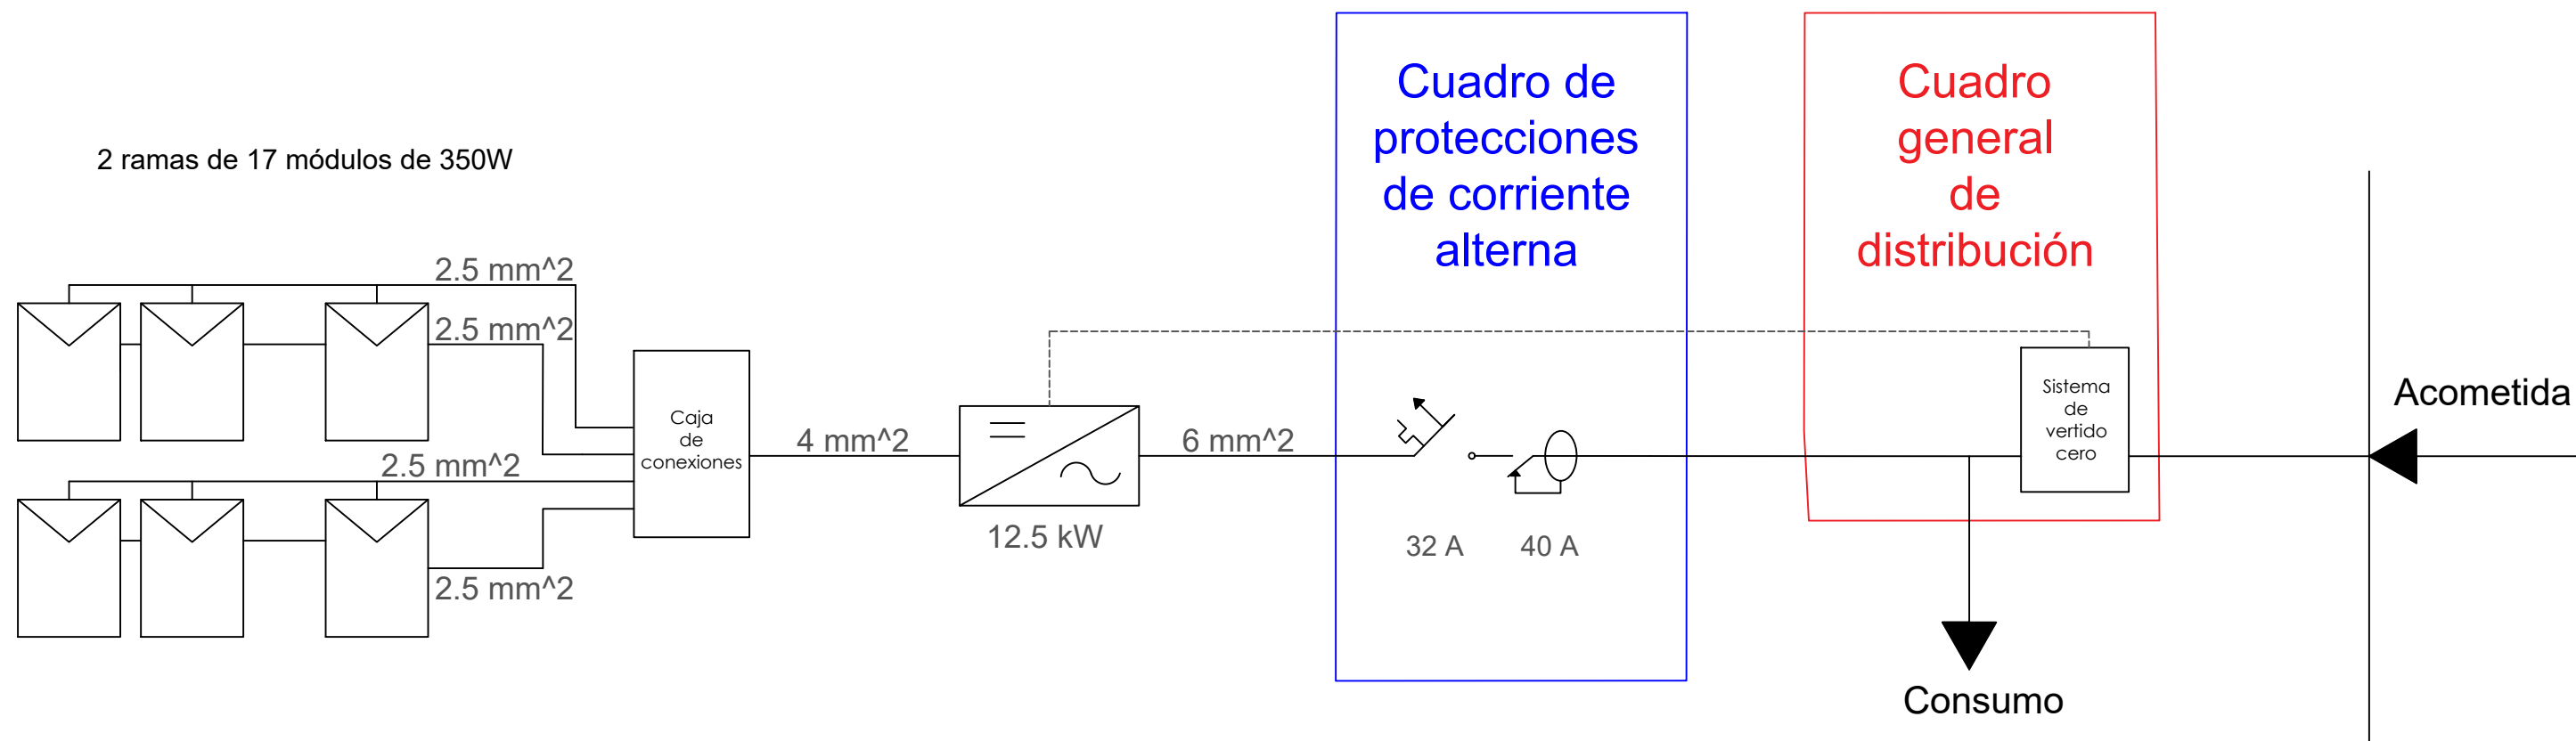 2 ramas de 17 módulos de 350W
2.5 mm^2
2.5 mm^2
2.5 mm^2
2.5 mm^2
Caja
de
conexiones
4 mm^2
12.5 kW
6 mm^2
Cuadro de
protecciones
de corriente
alterna
32 A
40 A
Cuadro
general
de
distribución
Sistema
de
vertido
cero
Consumo
Acometida